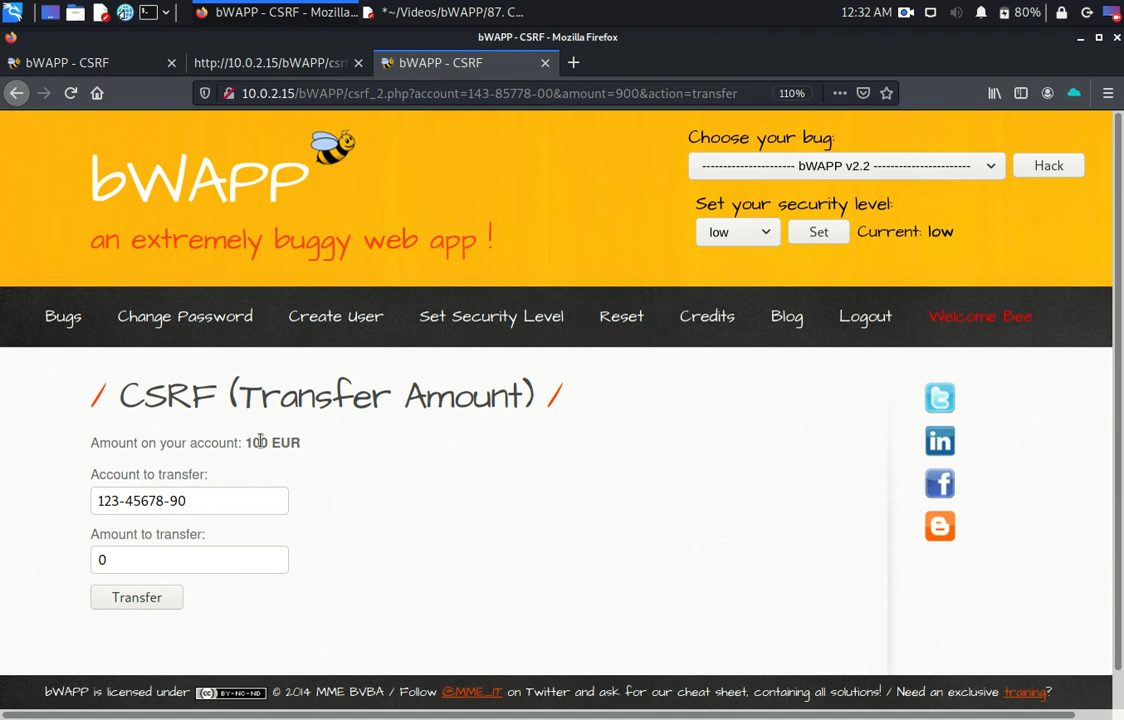 bWAPP - CSRF - Mozilla...
*~/Videos/bWAPP/87. C...
12:32 AM
80%
bWAPP - CSRF - Mozilla Firefox
bWAPP - CSRF
http://10.0.2.15/bWAPP/csrf
bWAPP - CSRF
10.0.2.15/bWAPP/csrf_2.php?account=143-85778-00&amount=900&action=transfer
110%
bWAPP
an extremely buggy web app !
Choose your bug:
---------------------- bWAPP v2.2 ----------------------
Hack
Set your security level:
low
Set
Current: low
Bugs
Change Password
Create User
Set Security Level
Reset
Credits
Blog
Logout
Welcome Bee
/ CSRF (Transfer Amount) /
Amount on your account: 100 EUR
Account to transfer:
123-45678-90
Amount to transfer:
0
Transfer
bWAPP is licensed under (cc) BY-NC-ND © 2014 MME BVBA / Follow @MME_IT on Twitter and ask for our cheat sheet, containing all solutions! / Need an exclusive training?